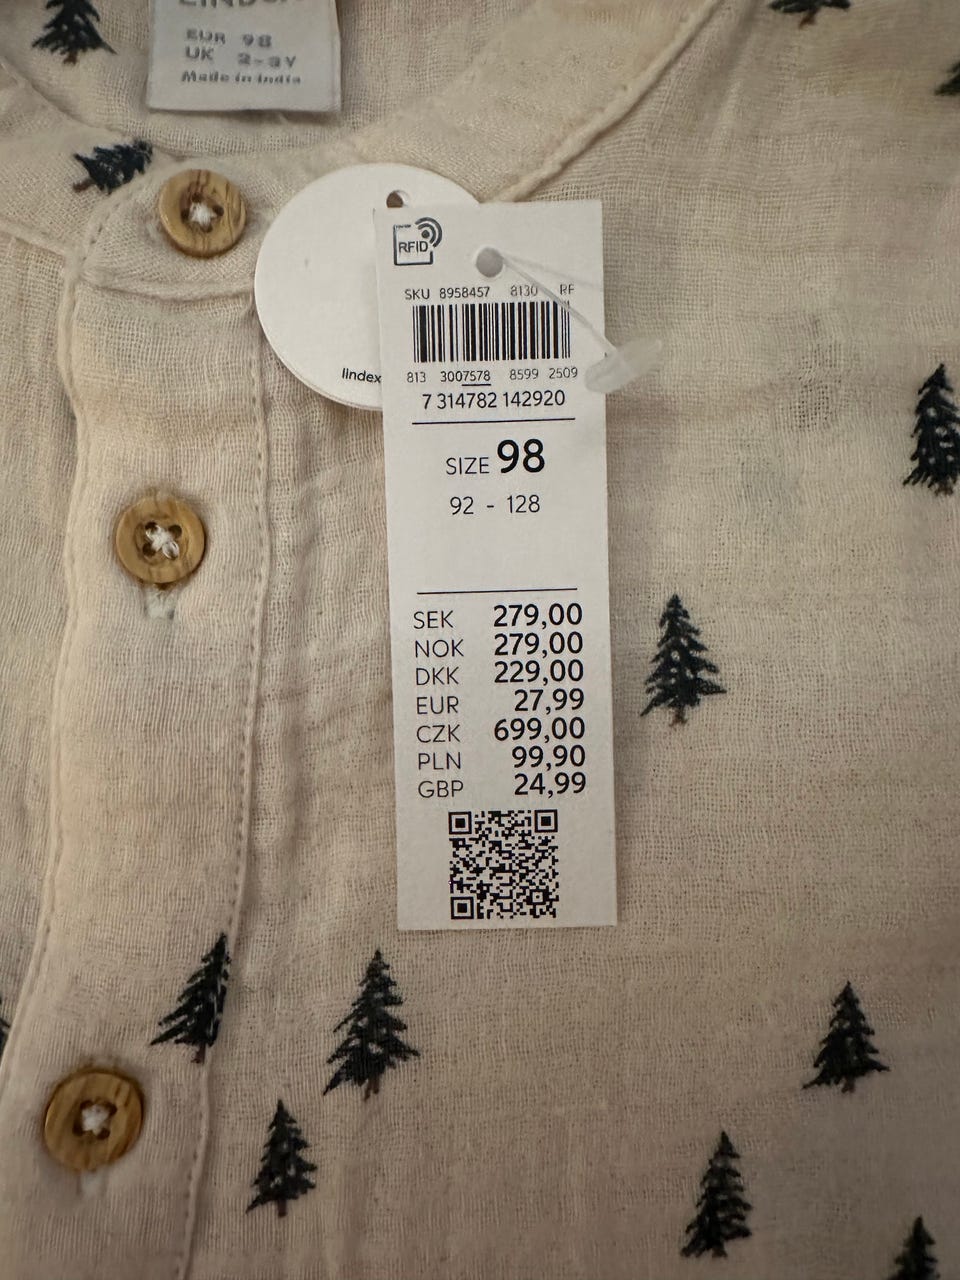 EUR 98
UK 2-3Y
Made in India
RFID
SKU 8958457 8130 RF
813 3007578 8599 2509
7 314782 142920
lindex
SIZE 98
92 - 128
SEK 279,00
NOK 279,00
DKK 229,00
EUR 27,99
CZK 699,00
PLN 99,90
GBP 24,99